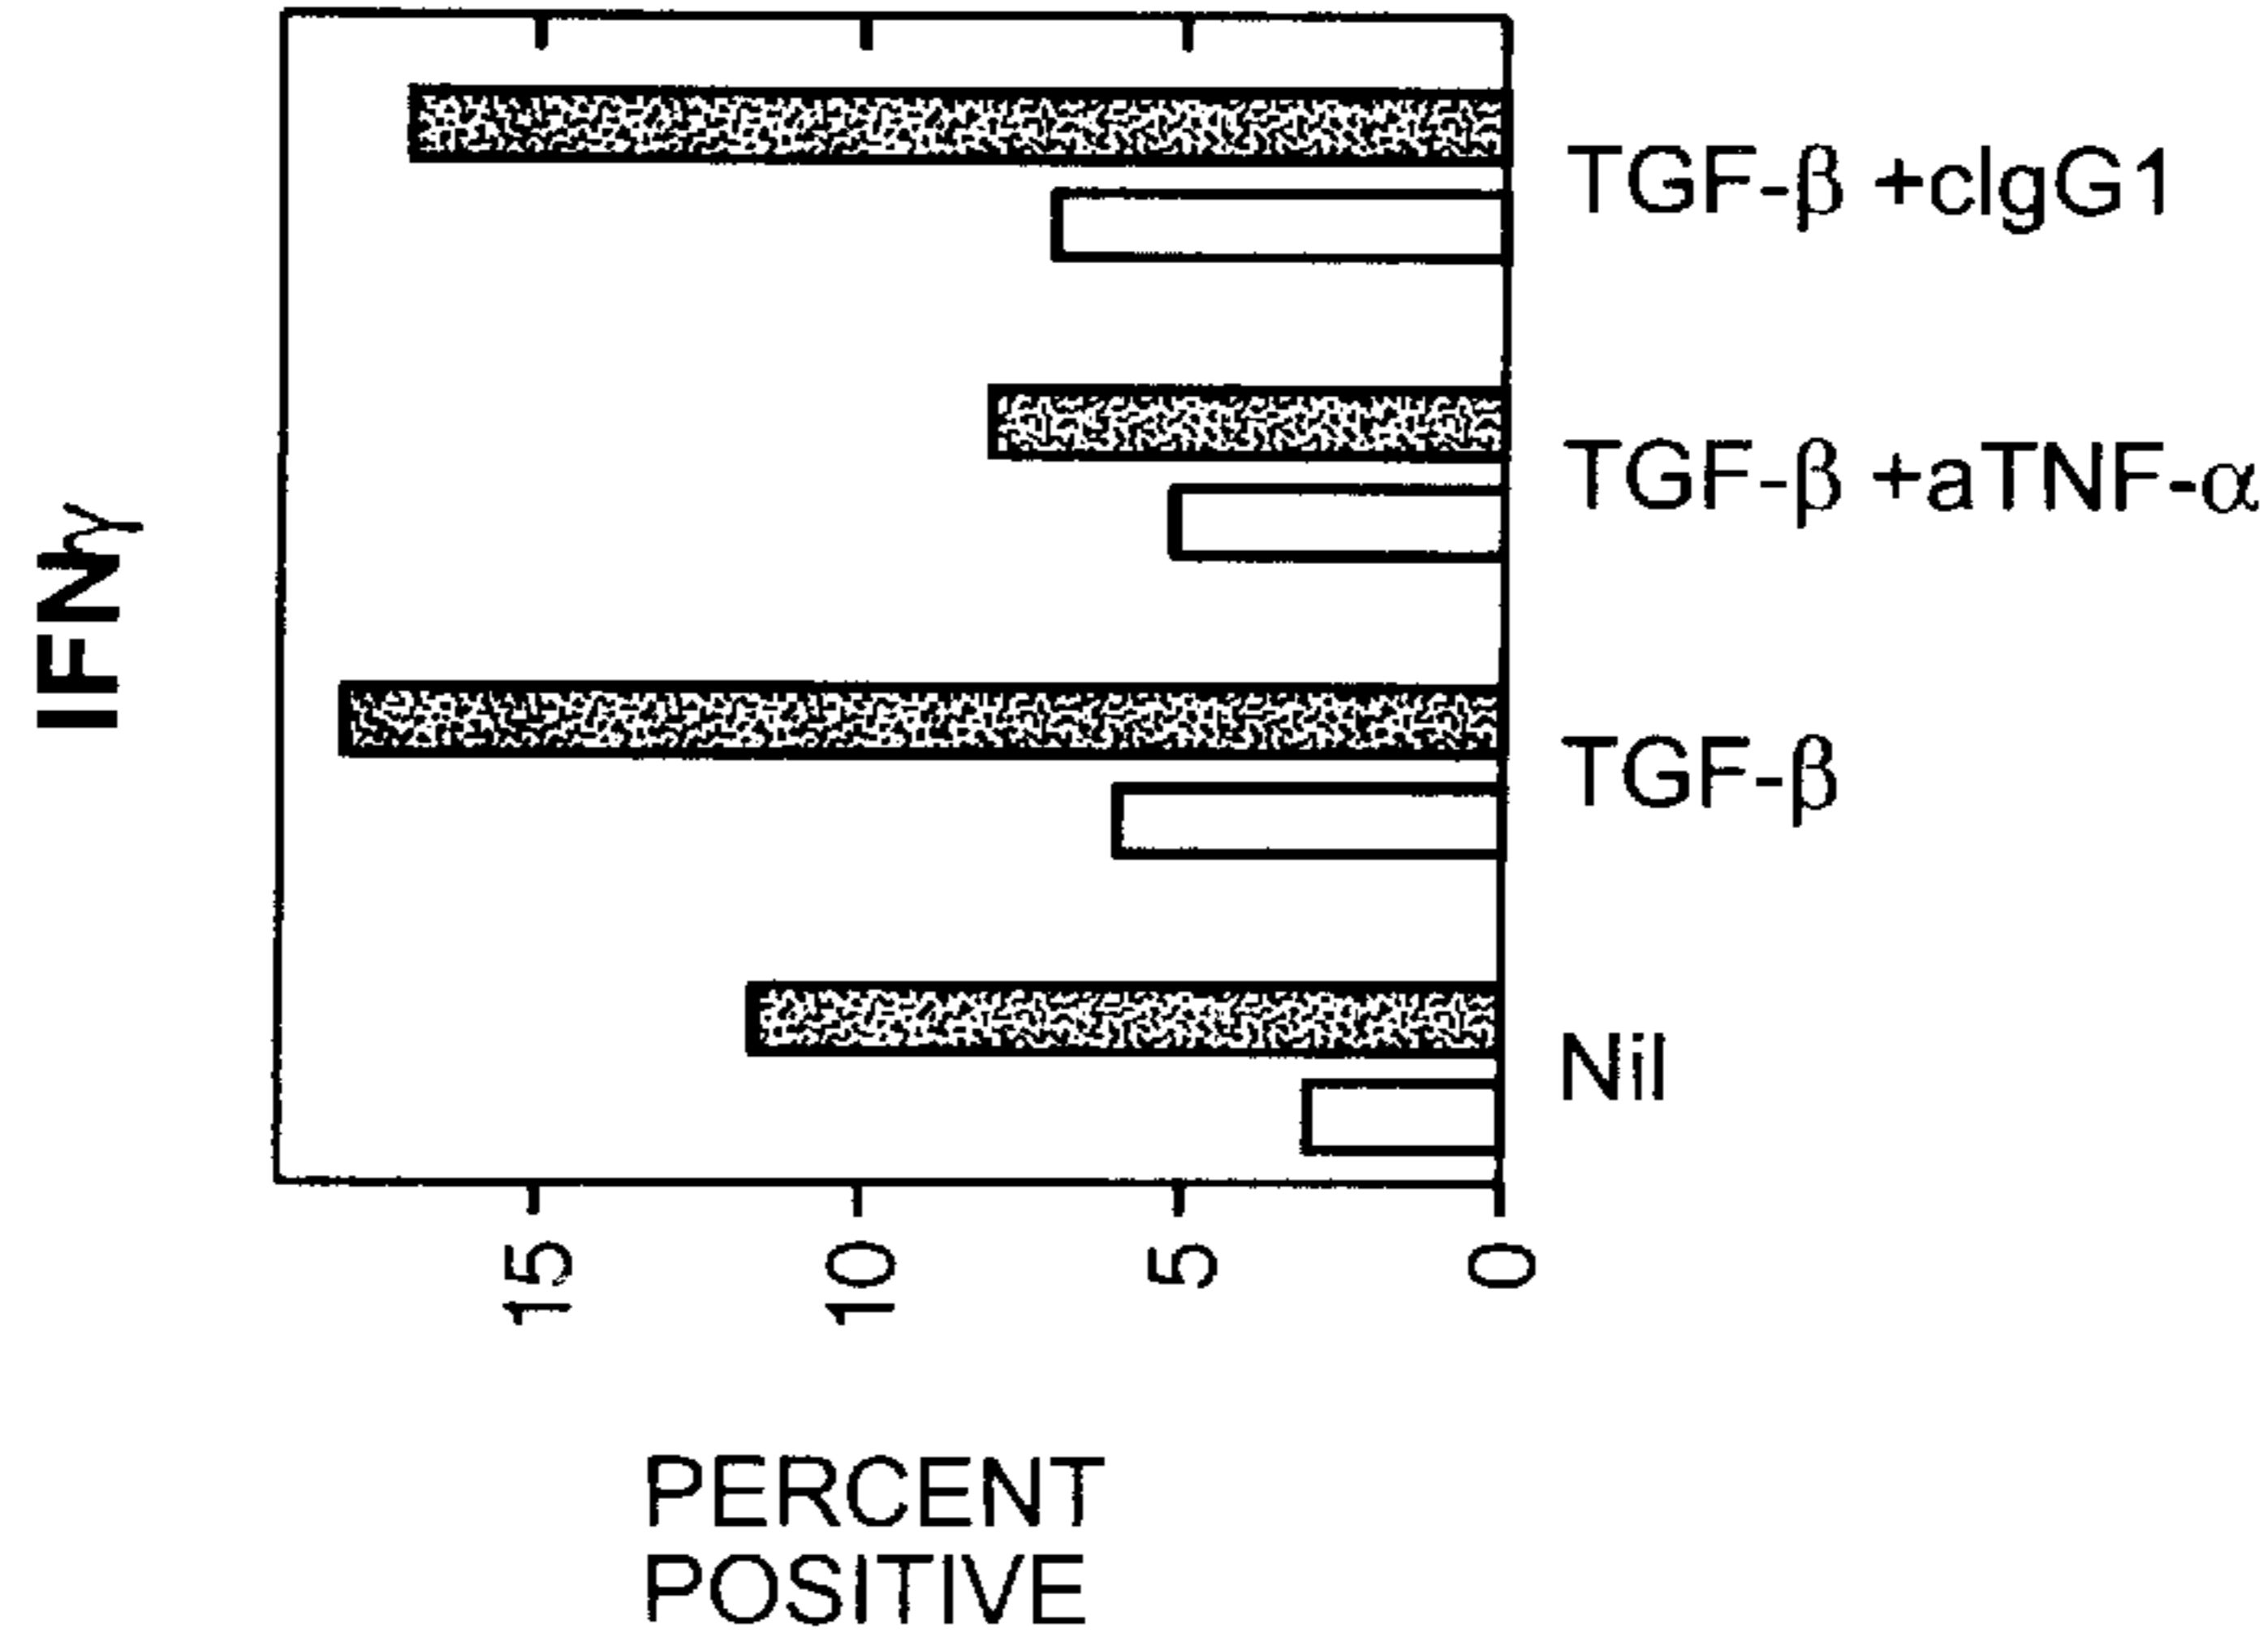 IFNγ
TGF-β +cIgG1
TGF-β +aTNF-α
TGF-β
Nil
15
10
5
0
PERCENT
POSITIVE